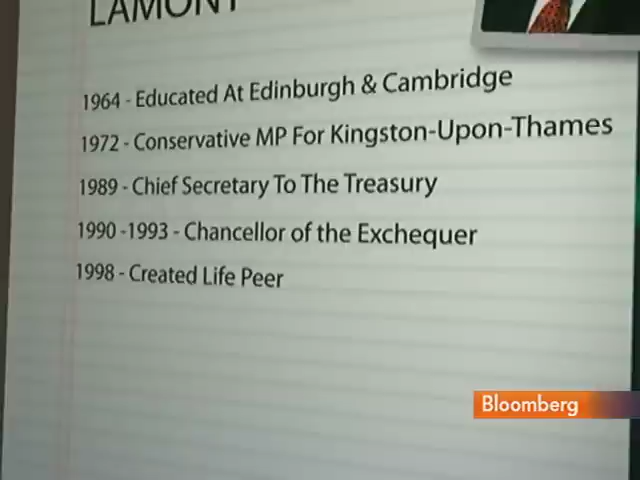 LAMONT
1964 - Educated At Edinburgh & Cambridge
1972 - Conservative MP For Kingston-Upon-Thames
1989 - Chief Secretary To The Treasury
1990 -1993 - Chancellor of the Exchequer
1998 - Created Life Peer
Bloomberg